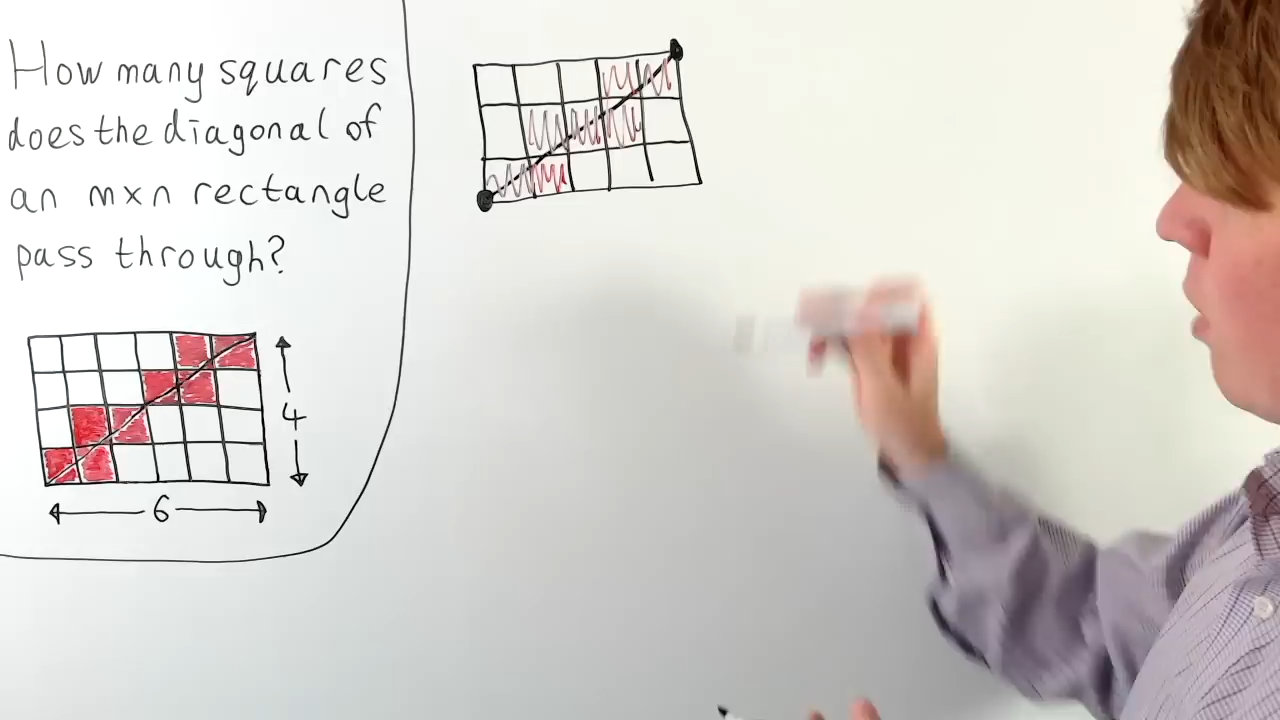 How many squares
does the diagonal of
an m×n rectangle
pass through?
4
6